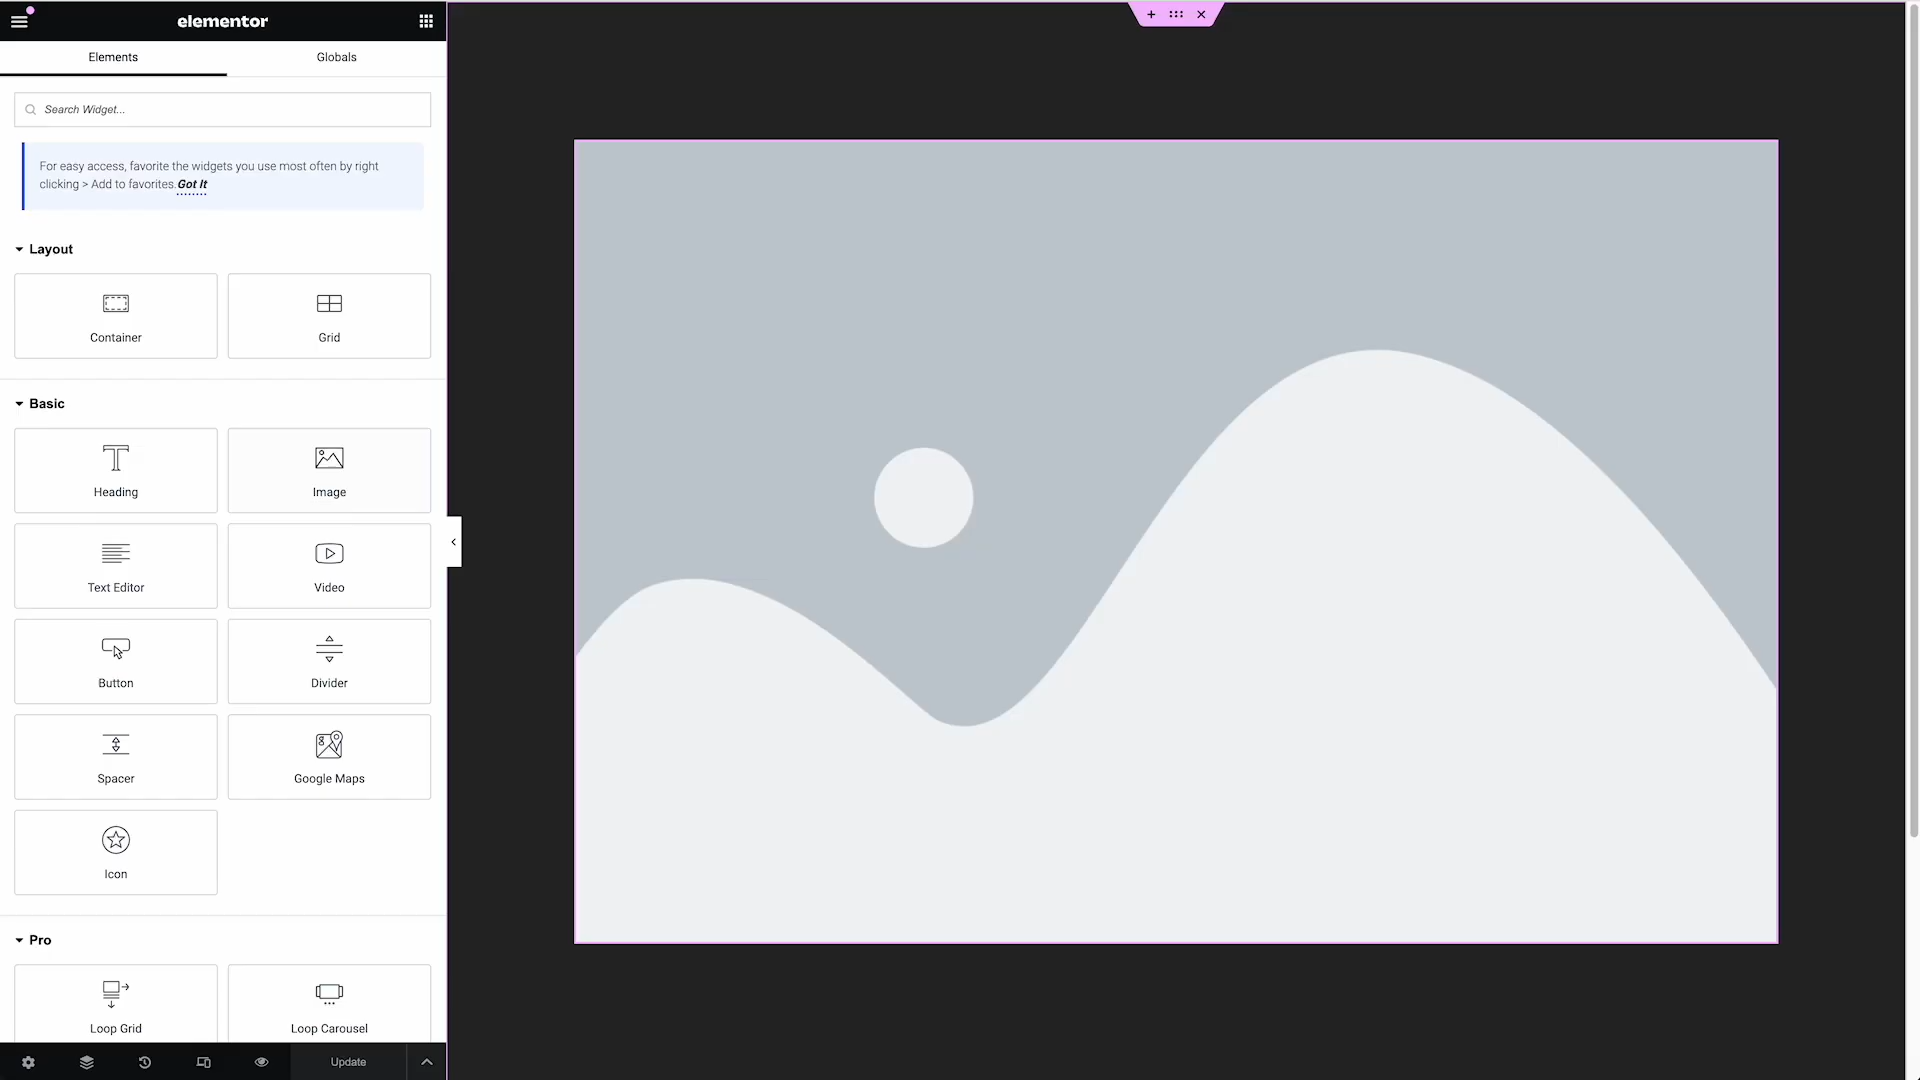 elementor
Elements
Globals
Search Widget...
For easy access, favorite the widgets you use most often by right
clicking > Add to favorites. Got It
Layout
Container
Grid
Basic
Heading
Image
Text Editor
Video
Button
Divider
Spacer
Google Maps
Icon
Pro
Loop Grid
Loop Carousel
Update